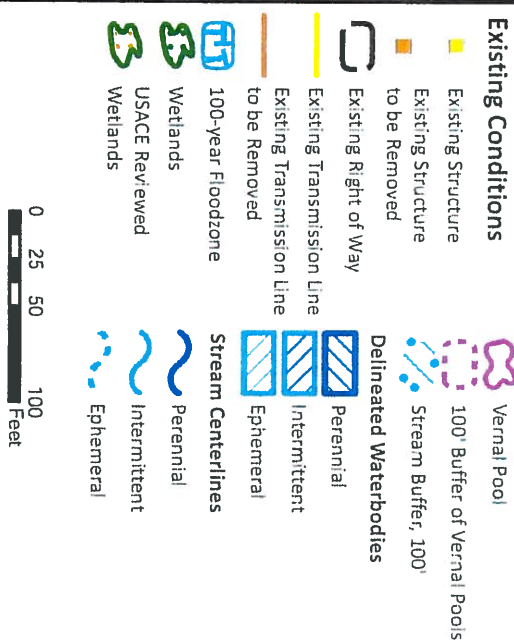 Existing Conditions
Existing Structure
Existing Structure
to be Removed
Existing Right of Way
Existing Transmission Line
Existing Transmission Line
to be Removed
100-year Floodzone
Wetlands
USACE Reviewed
Wetlands
Vernal Pool
100' Buffer of Vernal Pools
Stream Buffer, 100'
Delineated Waterbodies
Perennial
Intermittent
Ephemeral
Stream Centerlines
Perennial
Intermittent
Ephemeral
0 25 50 100
Feet